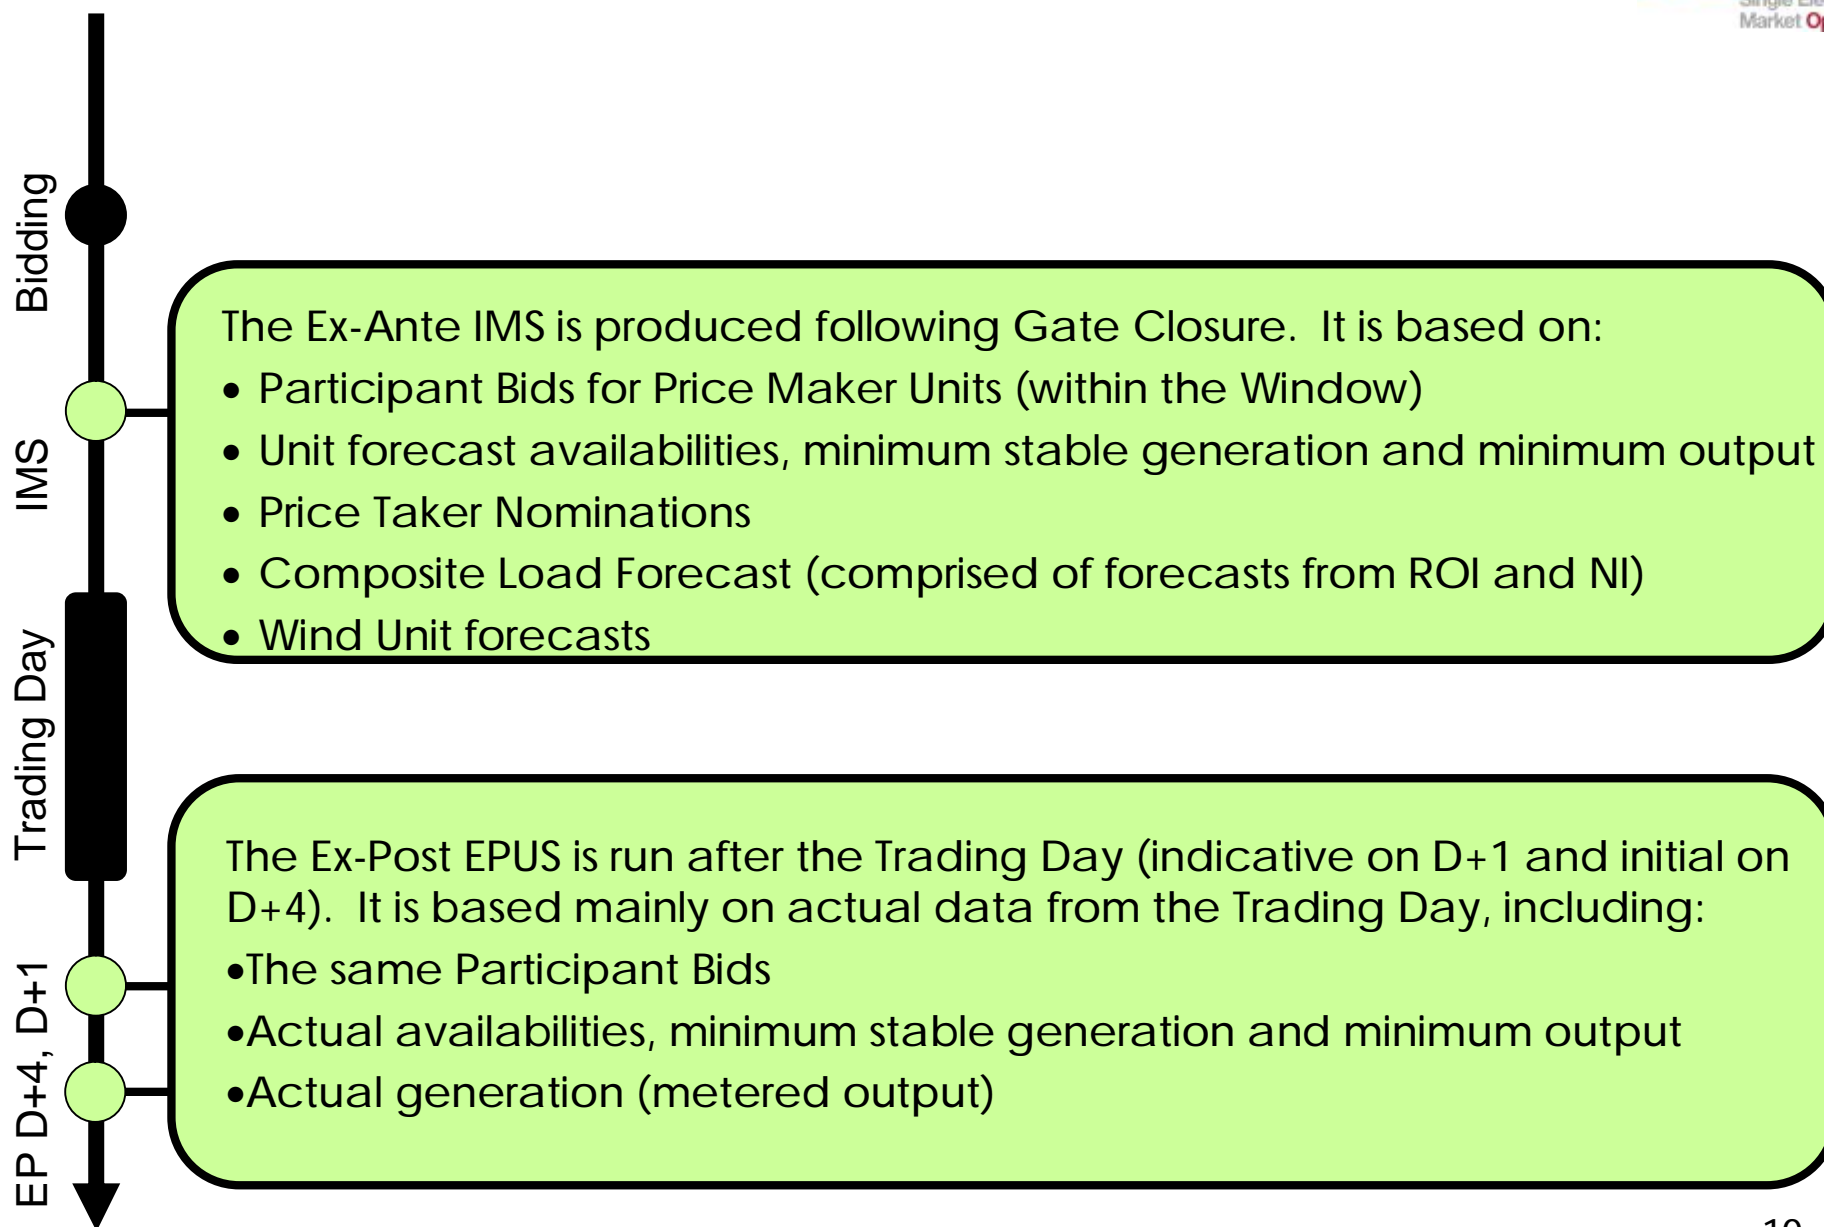 Market
Bidding
IMS
Trading Day
EP D+4, D+1
The Ex-Ante IMS is produced following Gate Closure.  It is based on:
• Participant Bids for Price Maker Units (within the Window)
• Unit forecast availabilities, minimum stable generation and minimum output
• Price Taker Nominations
• Composite Load Forecast (comprised of forecasts from ROI and NI)
• Wind Unit forecasts
The Ex-Post EPUS is run after the Trading Day (indicative on
D+1 and initial on
D+4).  It is based mainly on actual data from the Trading Day, including:
•The same Participant Bids
•Actual availabilities, minimum stable generation and minimum output
•Actual generation (metered output)